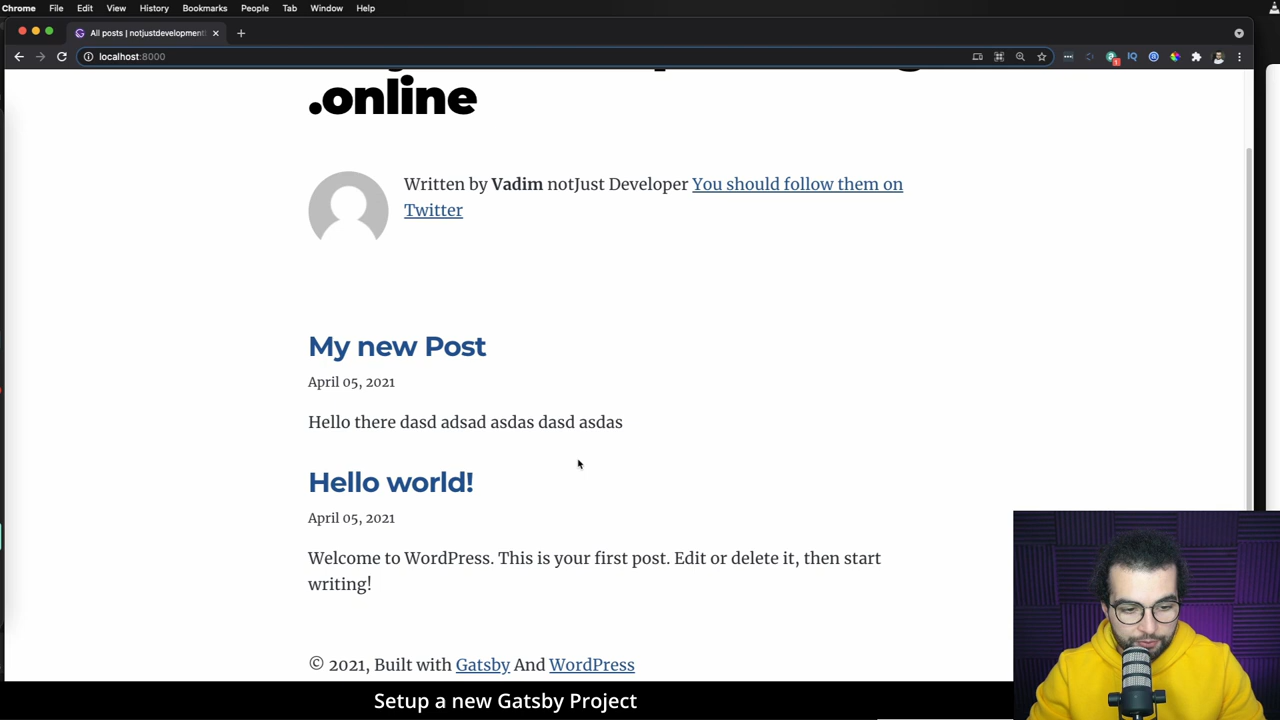 Chrome File Edit View History Bookmarks People Tab Window Help
All posts | notjustdevelopment
localhost:8000
.online
Written by Vadim notJust Developer You should follow them on
Twitter
My new Post
April 05, 2021
Hello there dasd adsad asdas dasd asdas
Hello world!
April 05, 2021
Welcome to WordPress. This is your first post. Edit or delete it, then start
writing!
© 2021, Built with Gatsby And WordPress
Setup a new Gatsby Project